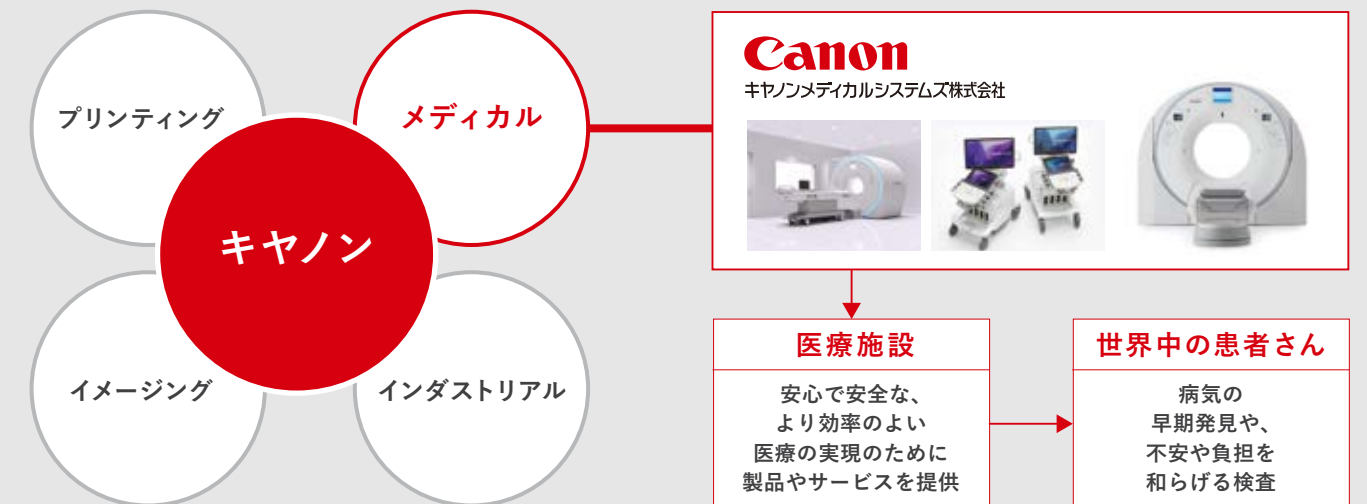 プリンティング
メディカル
キヤノン
イメージング
インダストリアル
Canon
キヤノンメディカルシステムズ株式会社
医療施設
安心で安全な、
より効率のよい
医療の実現のために
製品やサービスを提供
世界中の患者さん
病気の
早期発見や、
不安や負担を
和らげる検査